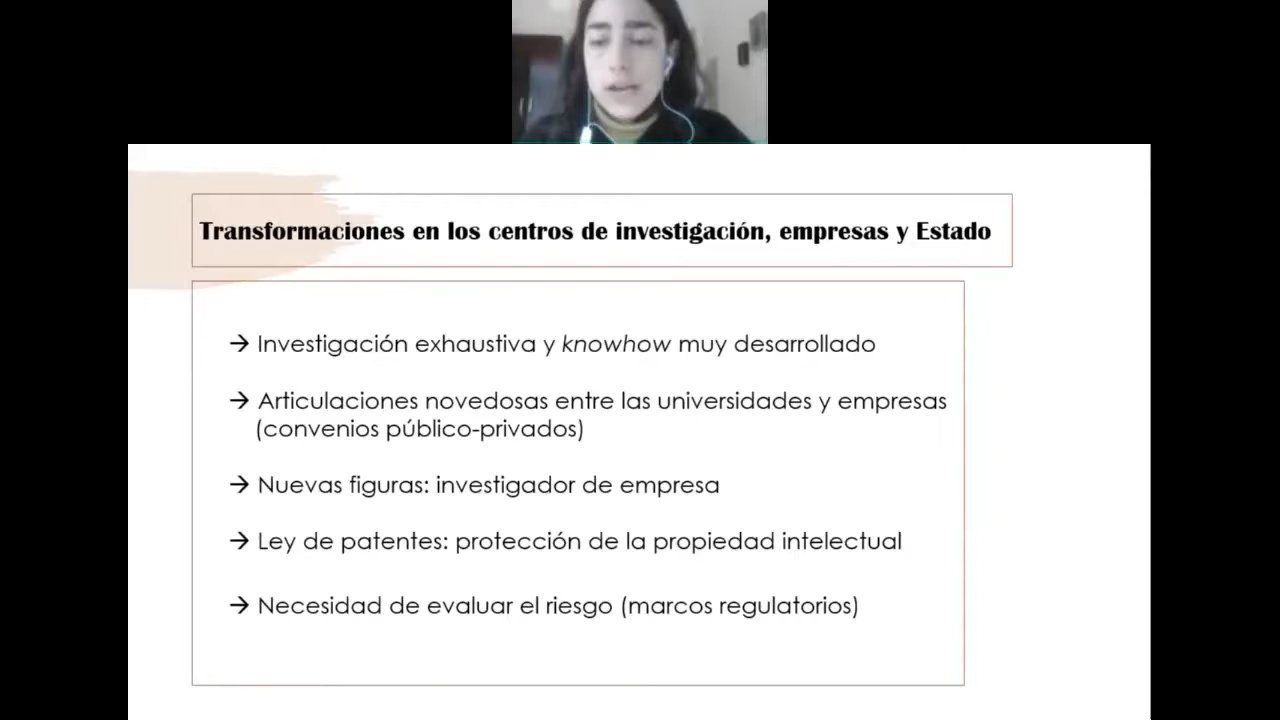 Transformaciones en los centros de investigación, empresas y Estado
→ Investigación exhaustiva y knowhow muy desarrollado
→ Articulaciones novedosas entre las universidades y empresas
(convenios público-privados)
→ Nuevas figuras: investigador de empresa
→ Ley de patentes: protección de la propiedad intelectual
→ Necesidad de evaluar el riesgo (marcos regulatorios)